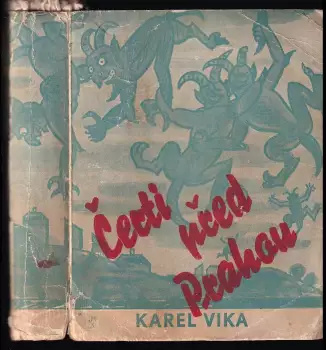 Čerti
před
Prahou
KAREL VIKA